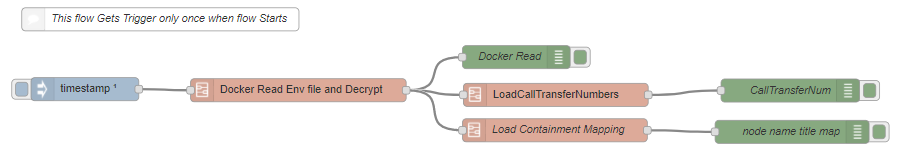 This flow Gets Trigger only once when flow Starts
Docker Read
timestamp ¹
Docker Read Env file and Decrypt
LoadCallTransferNumbers
CallTransferNum
Load Containment Mapping
node name title map